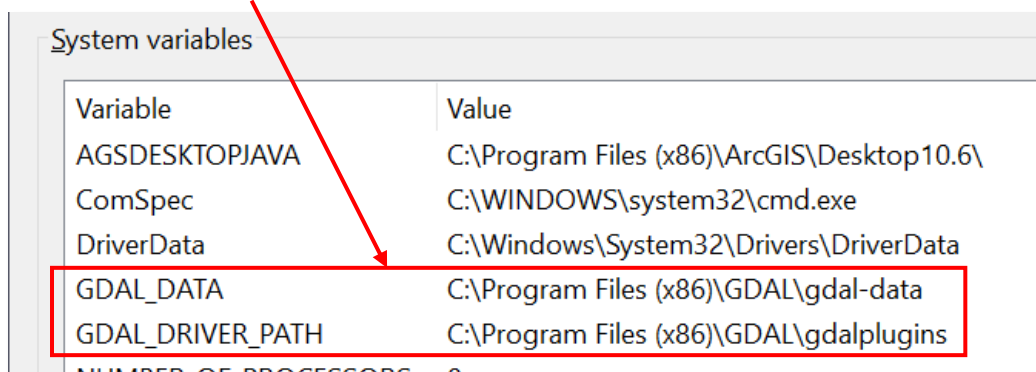 System variables
Variable Value
AGSDESKTOPJAVA C:\Program Files (x86)\ArcGIS\Desktop10.6\
ComSpec C:\WINDOWS\system32\cmd.exe
DriverData C:\Windows\System32\Drivers\DriverData
GDAL_DATA C:\Program Files (x86)\GDAL\gdal-data
GDAL_DRIVER_PATH C:\Program Files (x86)\GDAL\gdalplugins
NUMBER_OF_PROCESSORS